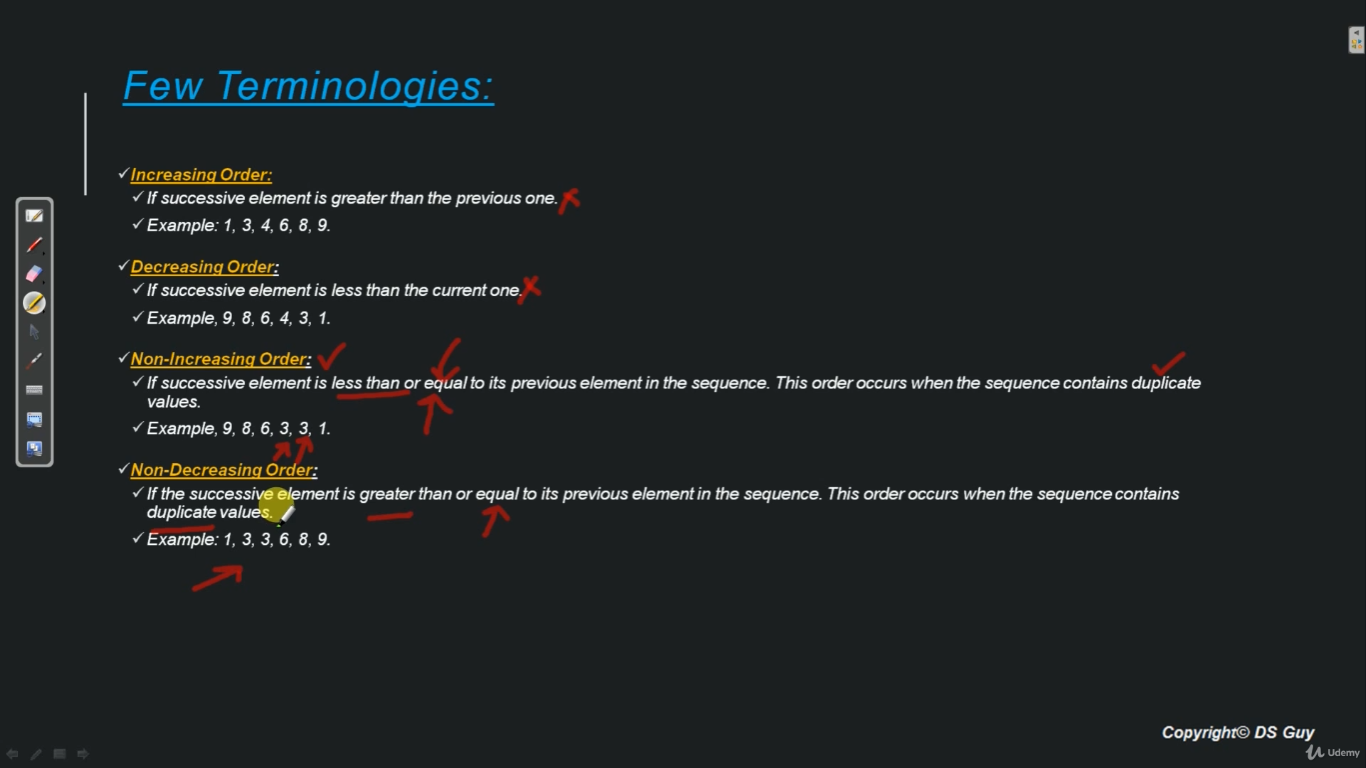 Few Terminologies:
✓Increasing Order:
✓If successive element is greater than the previous one.
✓Example: 1, 3, 4, 6, 8, 9.
✓Decreasing Order:
✓If successive element is less than the current one.
✓Example, 9, 8, 6, 4, 3, 1.
✓Non-Increasing Order:
✓If successive element is less than or equal to its previous element in the sequence. This order occurs when the sequence contains duplicate
values.
✓Example, 9, 8, 6, 3, 3, 1.
✓Non-Decreasing Order:
✓If the successive element is greater than or equal to its previous element in the sequence. This order occurs when the sequence contains
duplicate values.
✓Example: 1, 3, 3, 6, 8, 9.
Copyright© DS Guy
Udemy